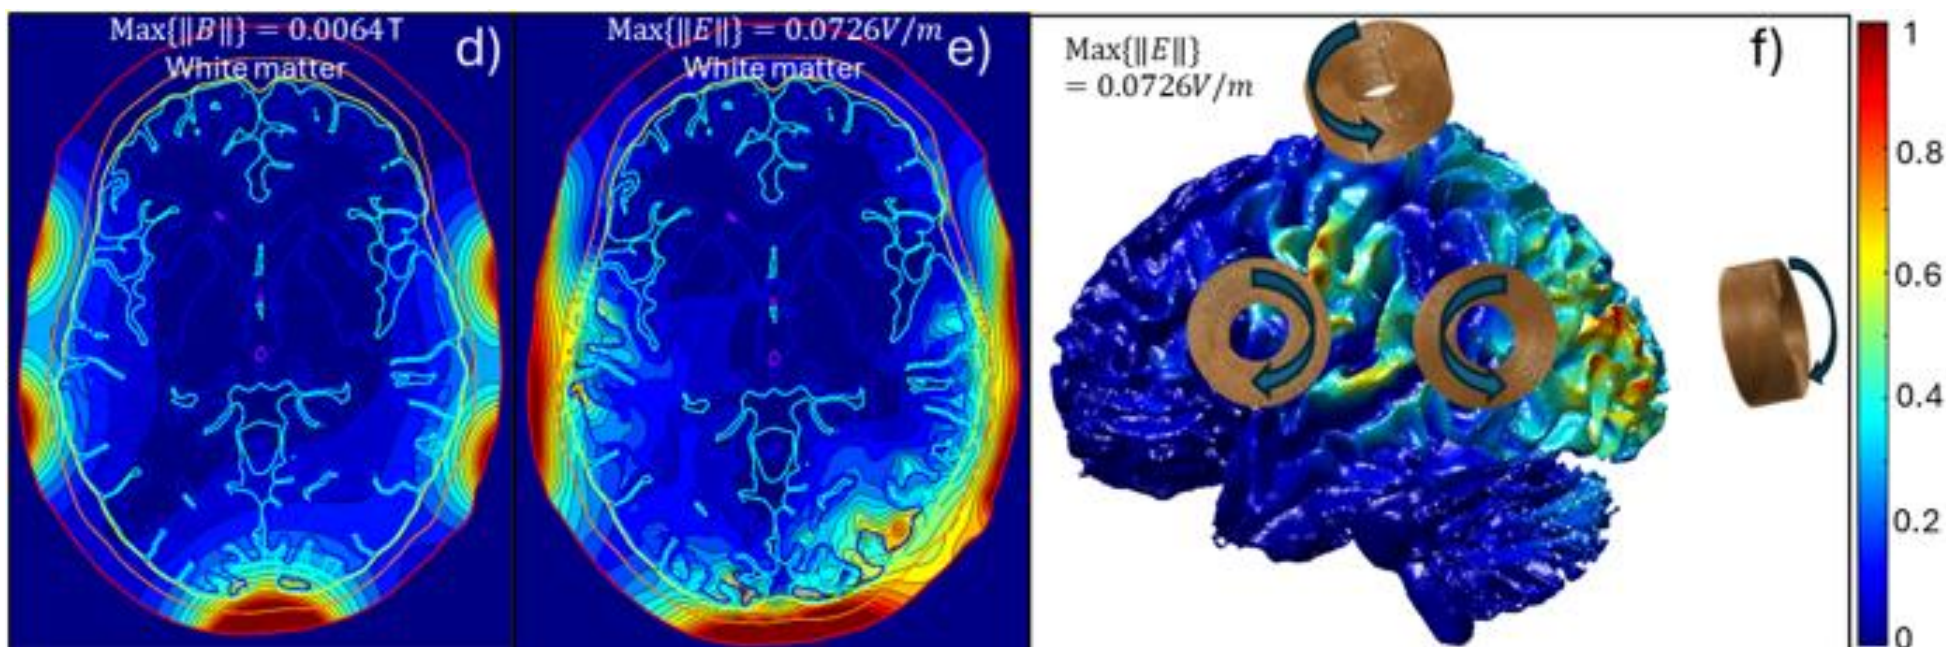 Max{‖B‖} = 0.0064T
White matter
d)
Max{‖E‖} = 0.0726V/m
White matter
e)
Max{‖E‖}
= 0.0726V/m
f)
1
0.8
0.6
0.4
0.2
0